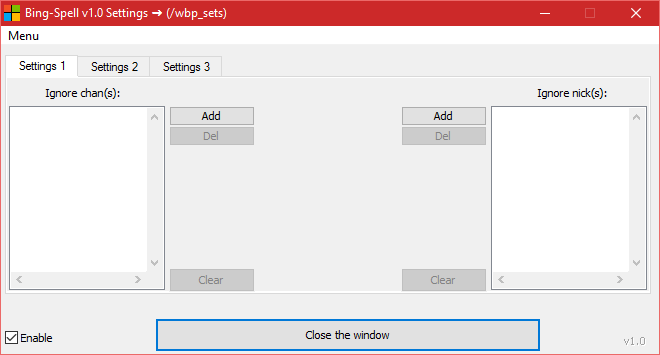 Bing-Spell v1.0 Settings ➞ (/wbp_sets)
Menu
Settings 1 Settings 2 Settings 3
Ignore chan(s): Ignore nick(s):
Add Add
Del Del
Clear Clear
Enable Close the window v1.0